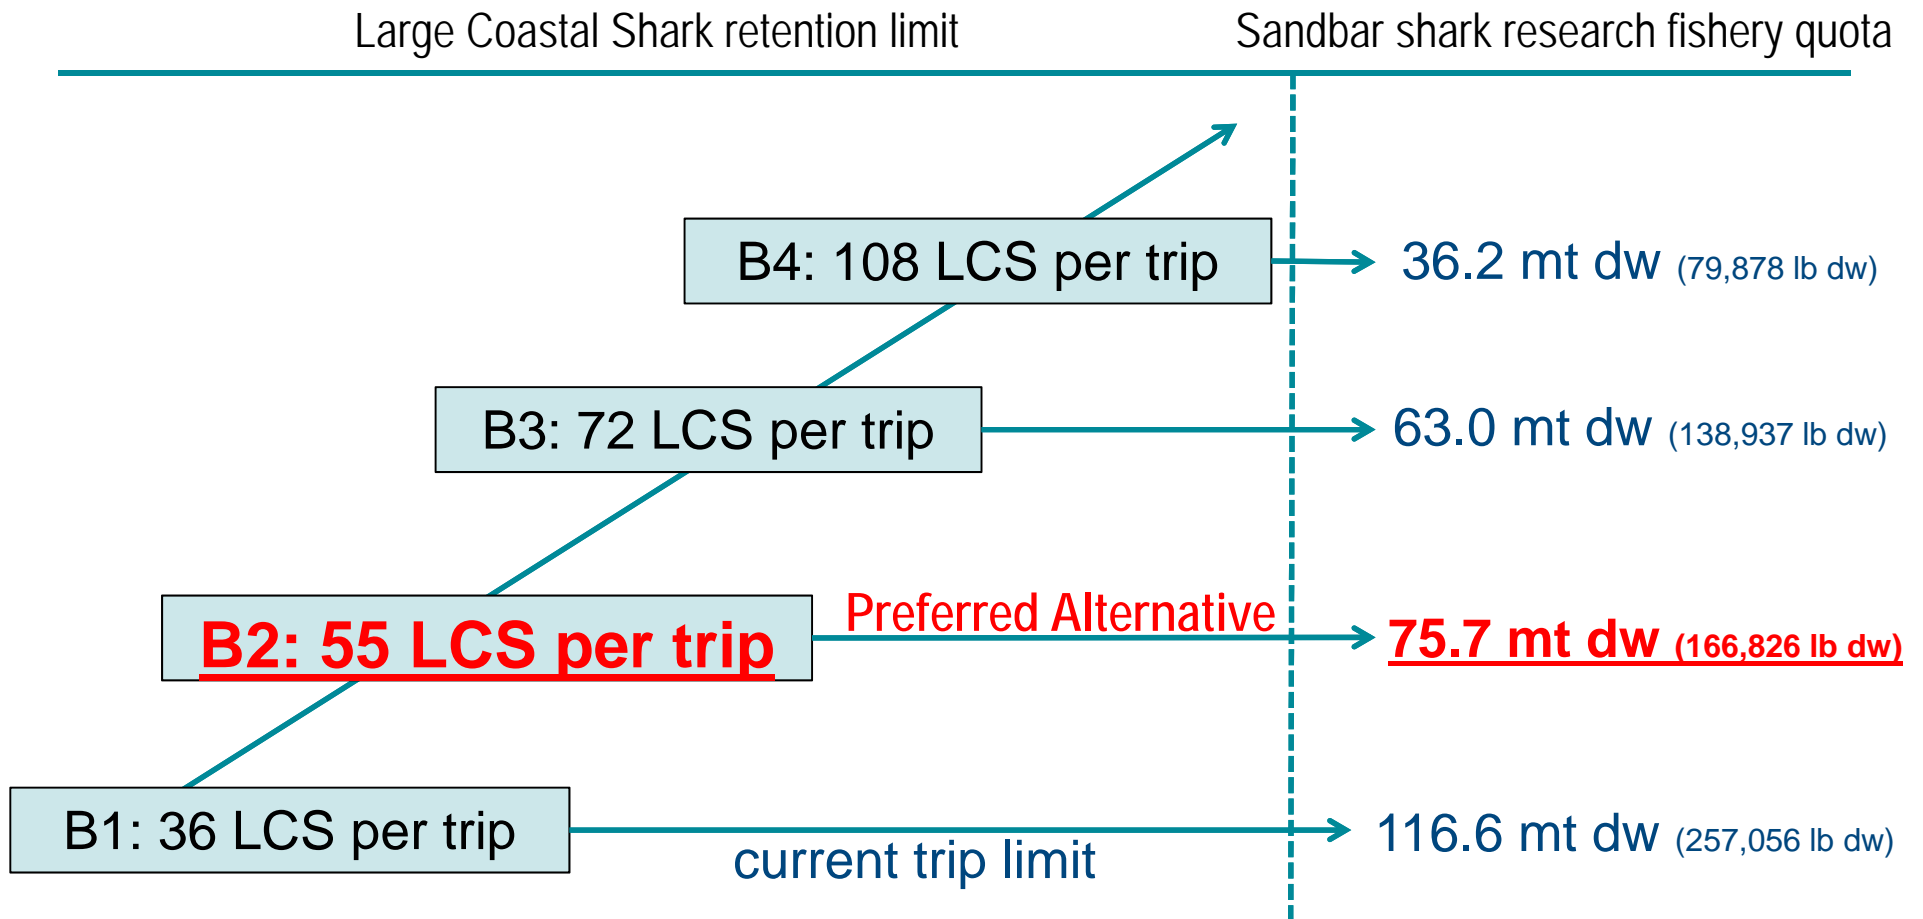 Large Coastal Shark retention limit
Sandbar shark research fishery quota
B4: 108 LCS per trip
36.2 mt dw (79,878 lb dw)
B3: 72 LCS per trip
63.0 mt dw (138,937 lb dw)
B2: 55 LCS per trip
Preferred Alternative
75.7 mt dw (166,826 lb dw)
B1: 36 LCS per trip
current trip limit
116.6 mt dw (257,056 lb dw)